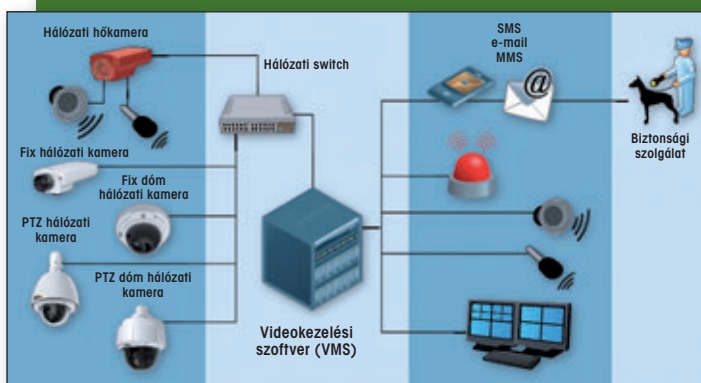 Hálózati hőkamera
Hálózati switch
Fix hálózati kamera
Fix dóm
hálózati kamera
PTZ hálózati
kamera
PTZ dóm hálózati
kamera
Videokezelési
szoftver (VMS)
SMS
e-mail
MMS
@
Biztonsági
szolgálat